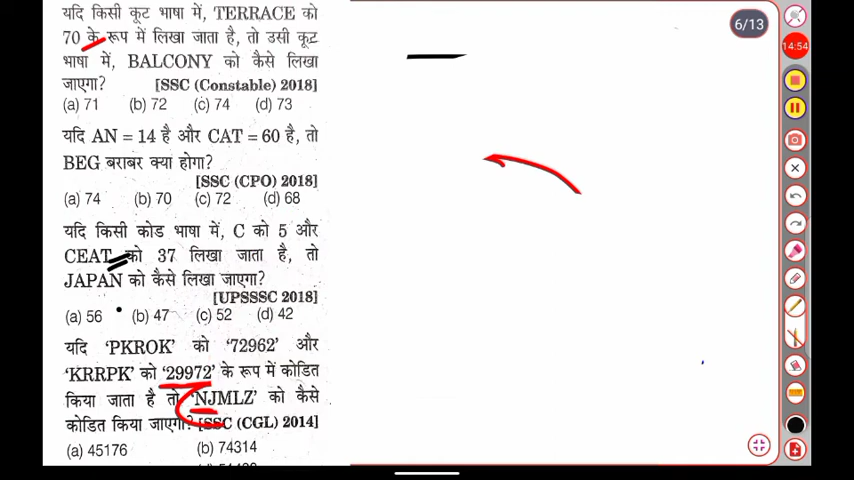 यदि किसी कूट भाषा में, TERRACE को
70 के रूप में लिखा जाता है, तो उसी कूट
भाषा में, BALCONY को कैसे लिखा
जाएगा? [SSC (Constable) 2018]
(a) 71 (b) 72 (c) 74 (d) 73
यदि AN = 14 है और CAT = 60 है, तो
BEG बराबर क्या होगा?
[SSC (CPO) 2018]
(a) 74 (b) 70 (c) 72 (d) 68
यदि किसी कोड भाषा में, C को 5 और
CEAT को 37 लिखा जाता है, तो
JAPAN को कैसे लिखा जाएगा?
[UPSSSC 2018]
(a) 56 (b) 47 (c) 52 (d) 42
यदि 'PKROK' को '72962' और
'KRRPK' को '29972' के रूप में कोडित
किया जाता है तो 'NJMLZ' को कैसे
कोडित किया जाएगा? [SSC (CGL) 2014]
(a) 45176 (b) 74314
6/13
14:54